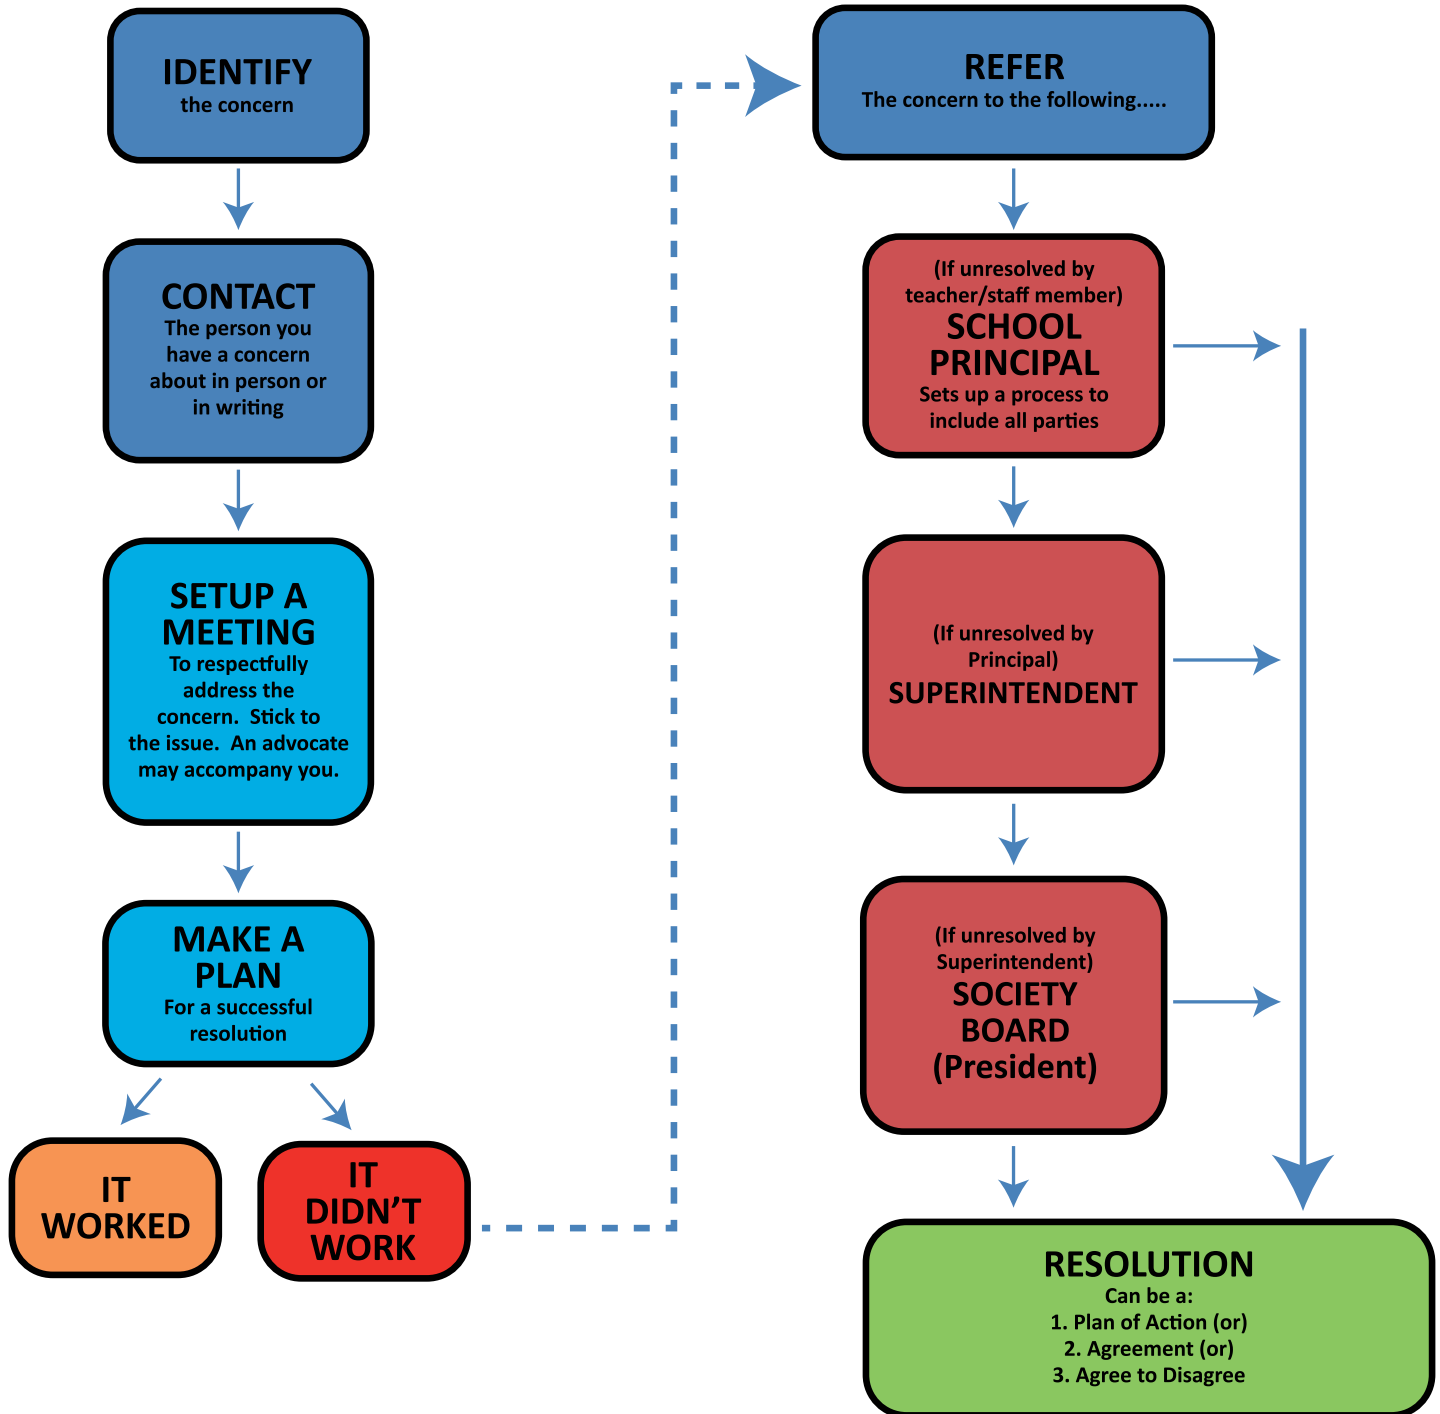 IDENTIFY
the concern
CONTACT
The person you
have a concern
about in person or
in writing
SETUP A
MEETING
To respectfully
address the
concern.  Stick to
the issue.  An advocate
may accompany you.
MAKE A
PLAN
For a successful
resolution
IT
WORKED
IT
DIDN’T
WORK
REFER
The concern to the following.....
(If unresolved by
teacher/staff member)
SCHOOL
PRINCIPAL
Sets up a process to
include all parties
(If unresolved by
Principal)
SUPERINTENDENT
(If unresolved by
Superintendent)
SOCIETY
BOARD
(President)
RESOLUTION
Can be a:
1. Plan of Action (or)
2. Agreement (or)
3. Agree to Disagree